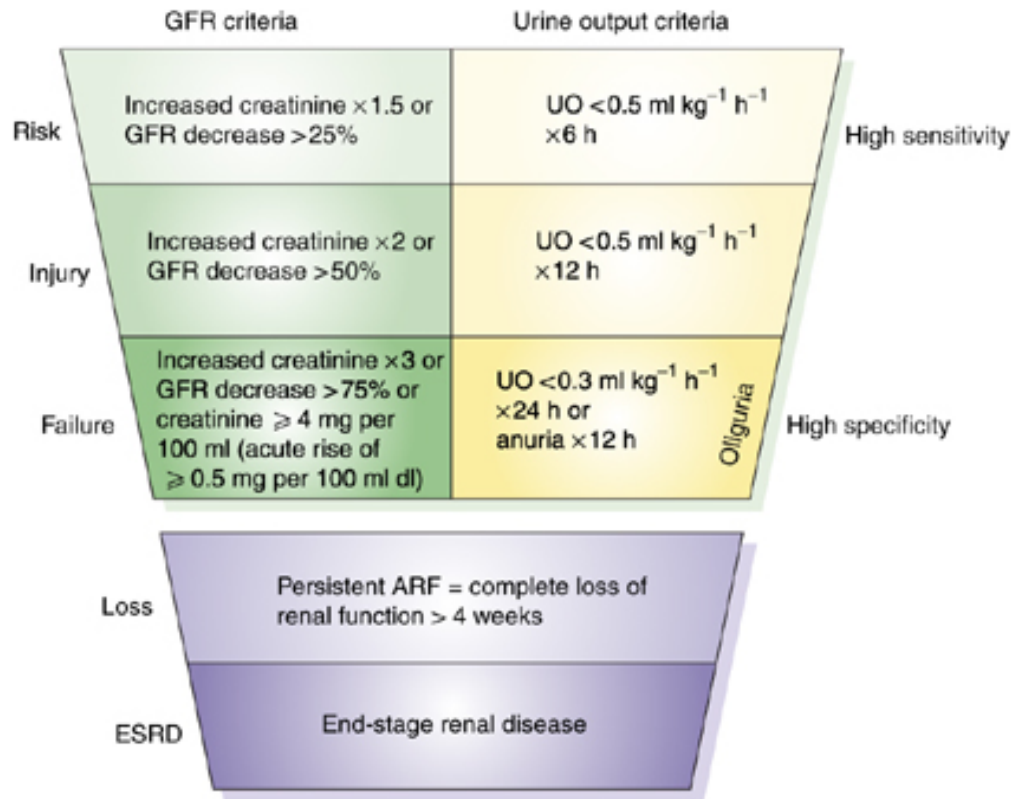 GFR criteria
Urine output criteria
Risk
Increased creatinine ×1.5 or
GFR decrease >25%
UO <0.5 ml kg⁻¹ h⁻¹
×6 h
High sensitivity
Injury
Increased creatinine ×2 or
GFR decrease >50%
UO <0.5 ml kg⁻¹ h⁻¹
×12 h
Failure
Increased creatinine ×3 or
GFR decrease >75% or
creatinine ⩾ 4 mg per
100 ml (acute rise of
⩾ 0.5 mg per 100 ml dl)
UO <0.3 ml kg⁻¹ h⁻¹
×24 h or
anuria ×12 h
Oliguria
High specificity
Loss
Persistent ARF = complete loss of
renal function > 4 weeks
ESRD
End-stage renal disease